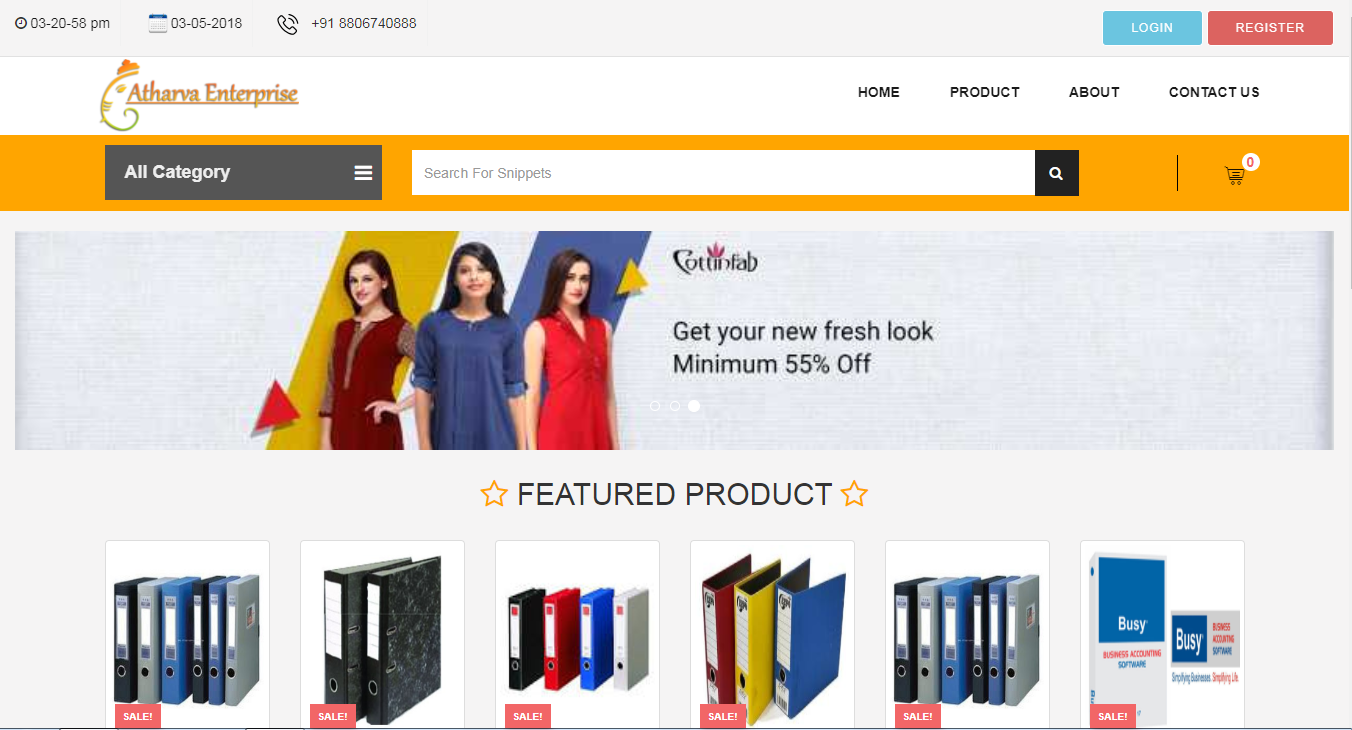 03-20-58 pm 03-05-2018 +91 8806740888 LOGIN REGISTER
Atharva Enterprise
HOME PRODUCT ABOUT CONTACT US
All Category Search For Snippets 0
Cottinfab
Get your new fresh look
Minimum 55% Off
FEATURED PRODUCT
Busy
BUSINESS ACCOUNTING
SOFTWARE
Busy
BUSINESS
ACCOUNTING
SOFTWARE
Simplifying Businesses. Simplifying Life.
SALE! SALE! SALE! SALE! SALE! SALE!